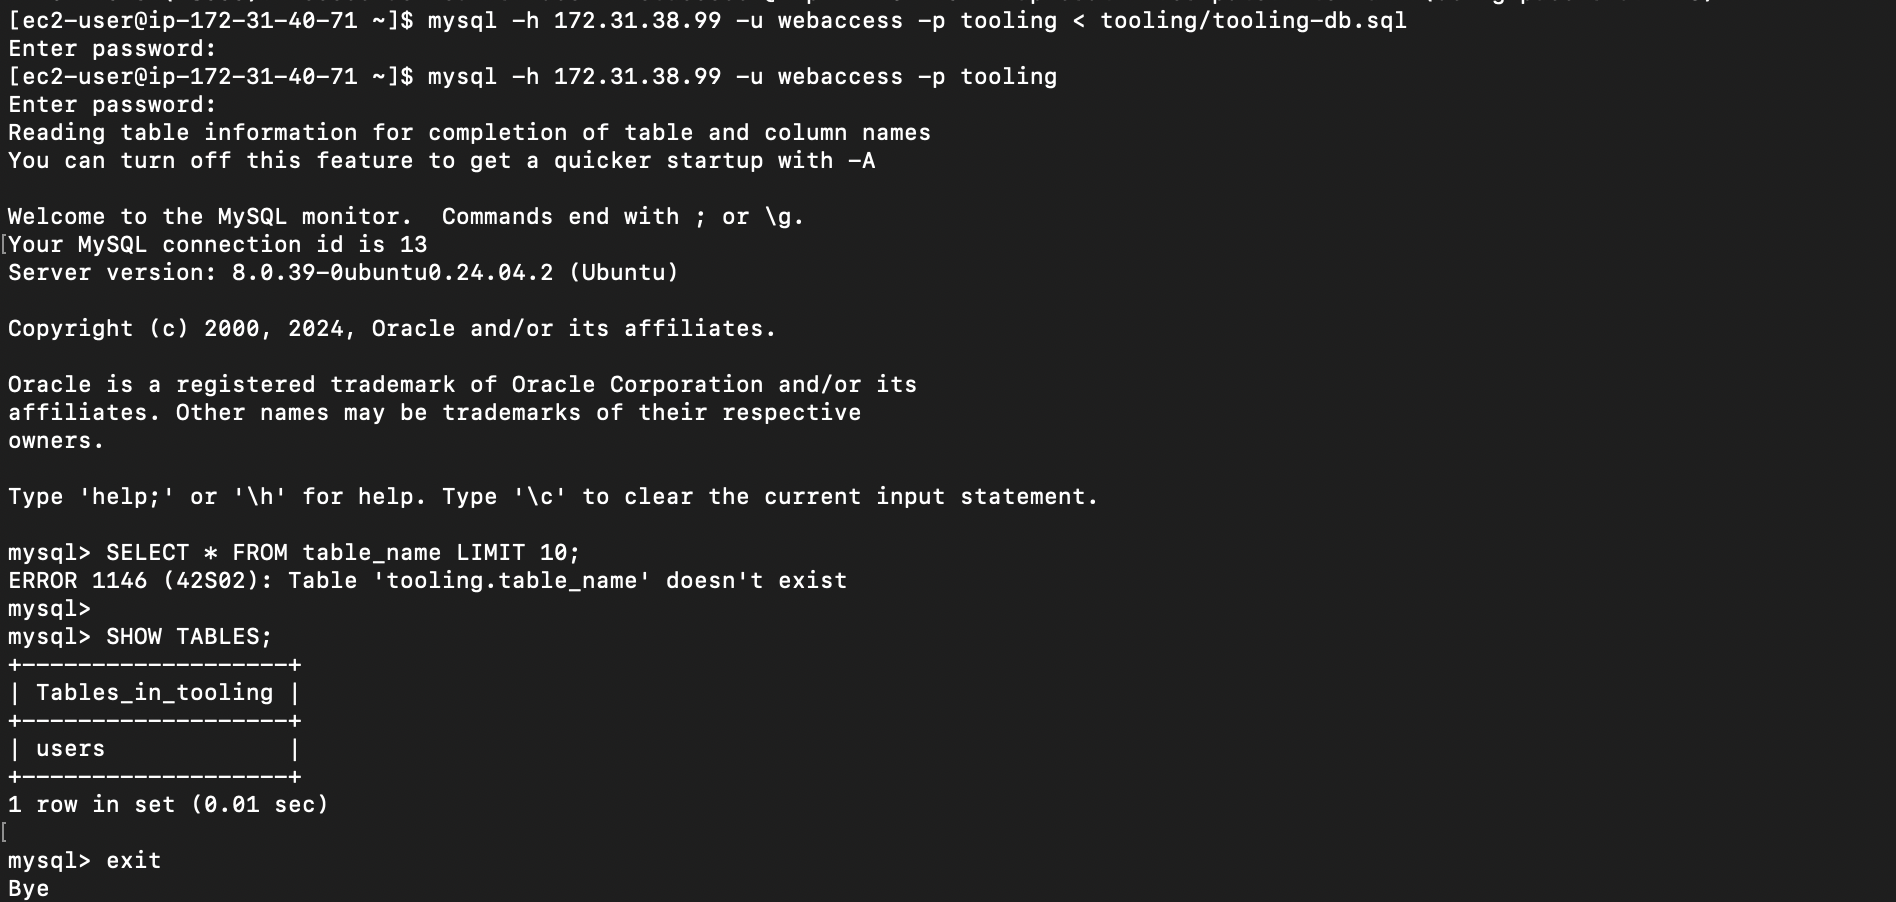 [ec2-user@ip-172-31-40-71 ~]$ mysql -h 172.31.38.99 -u webaccess -p tooling < tooling/tooling-db.sql
Enter password:
[ec2-user@ip-172-31-40-71 ~]$ mysql -h 172.31.38.99 -u webaccess -p tooling
Enter password:
Reading table information for completion of table and column names
You can turn off this feature to get a quicker startup with -A

Welcome to the MySQL monitor.  Commands end with ; or \g.
Your MySQL connection id is 13
Server version: 8.0.39-0ubuntu0.24.04.2 (Ubuntu)

Copyright (c) 2000, 2024, Oracle and/or its affiliates.

Oracle is a registered trademark of Oracle Corporation and/or its
affiliates. Other names may be trademarks of their respective
owners.

Type 'help;' or '\h' for help. Type '\c' to clear the current input statement.

mysql> SELECT * FROM table_name LIMIT 10;
ERROR 1146 (42S02): Table 'tooling.table_name' doesn't exist
mysql>
mysql> SHOW TABLES;
+-------------------+
| Tables_in_tooling |
+-------------------+
| users             |
+-------------------+
1 row in set (0.01 sec)

mysql> exit
Bye